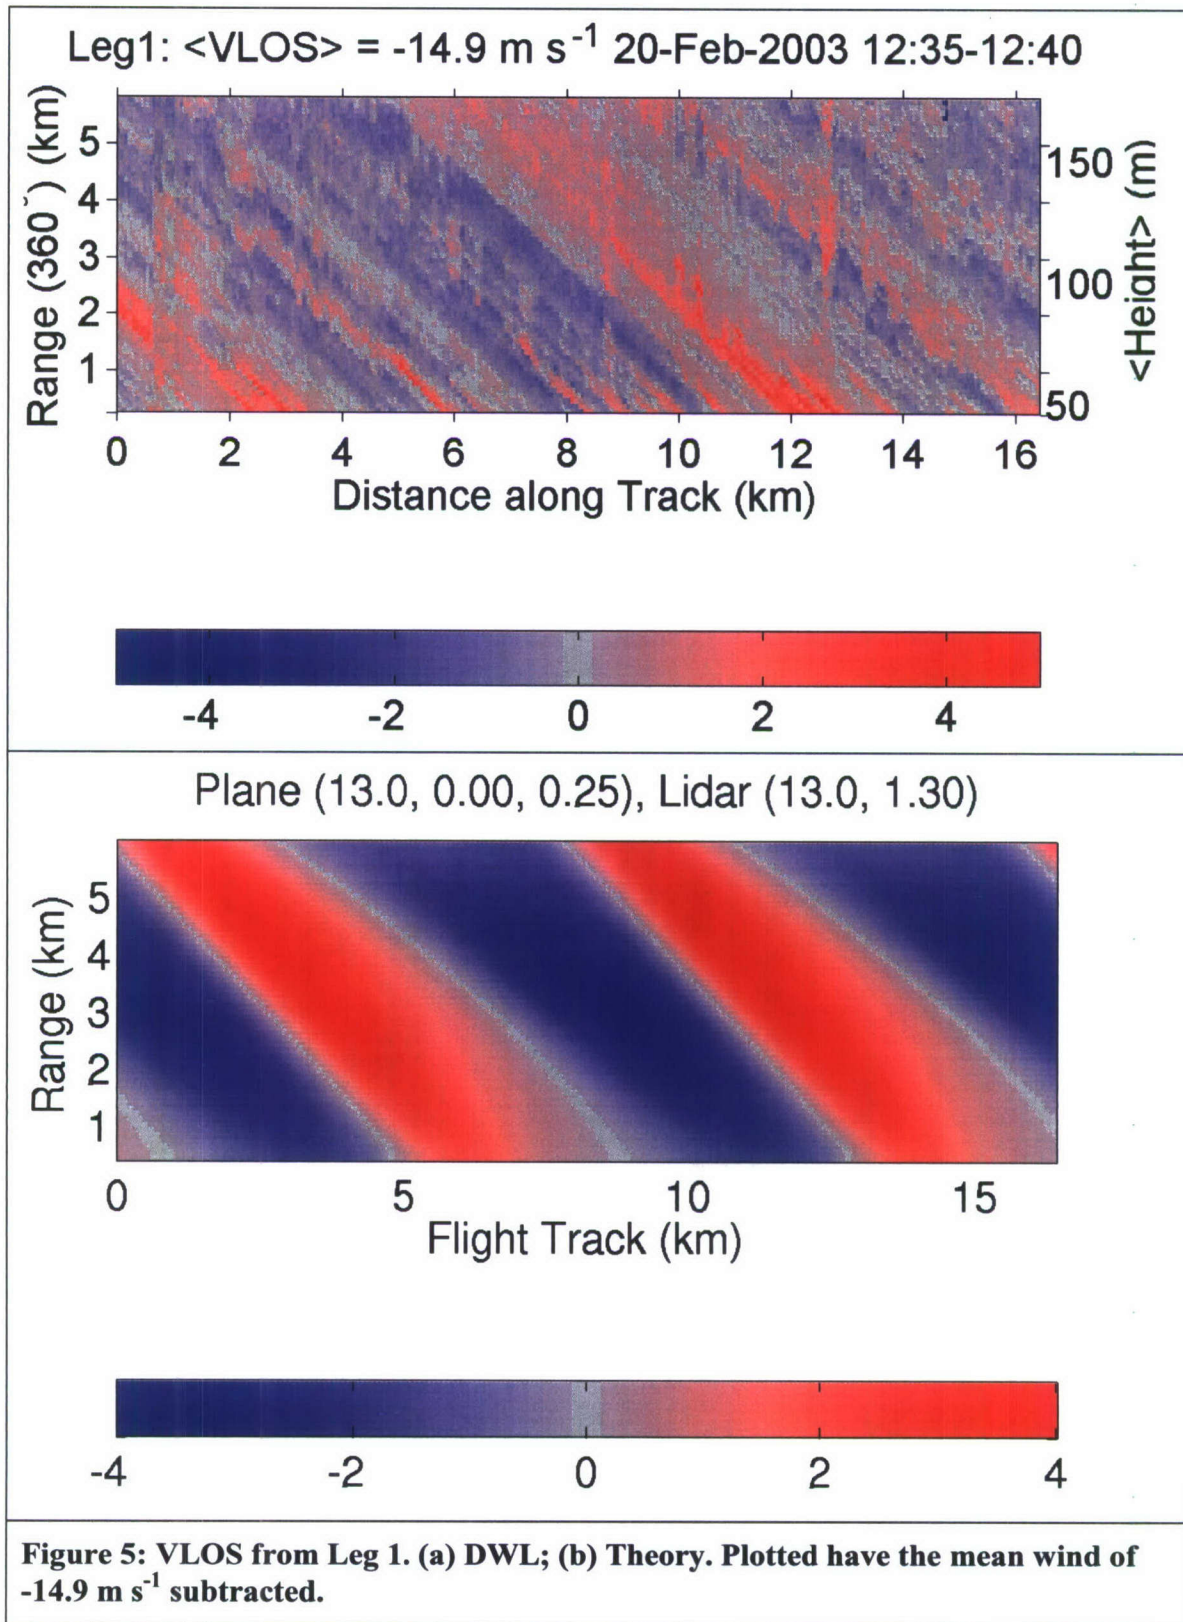 Leg1: <VLOS> = -14.9 m s⁻¹ 20-Feb-2003 12:35-12:40
Range (360˘) (km)
5
4
3
2
1
150
100
50
<Heiaht> (m)
0 2 4 6 8 10 12 14 16
Distance along Track (km)
-4 -2 0 2 4
Plane (13.0, 0.00, 0.25), Lidar (13.0, 1.30)
Range (km)
5
4
3
2
1
0 5 10 15
Flight Track (km)
-4 -2 0 2 4
Figure 5: VLOS from Leg 1. (a) DWL; (b) Theory. Plotted have the mean wind of
-14.9 m s⁻¹ subtracted.